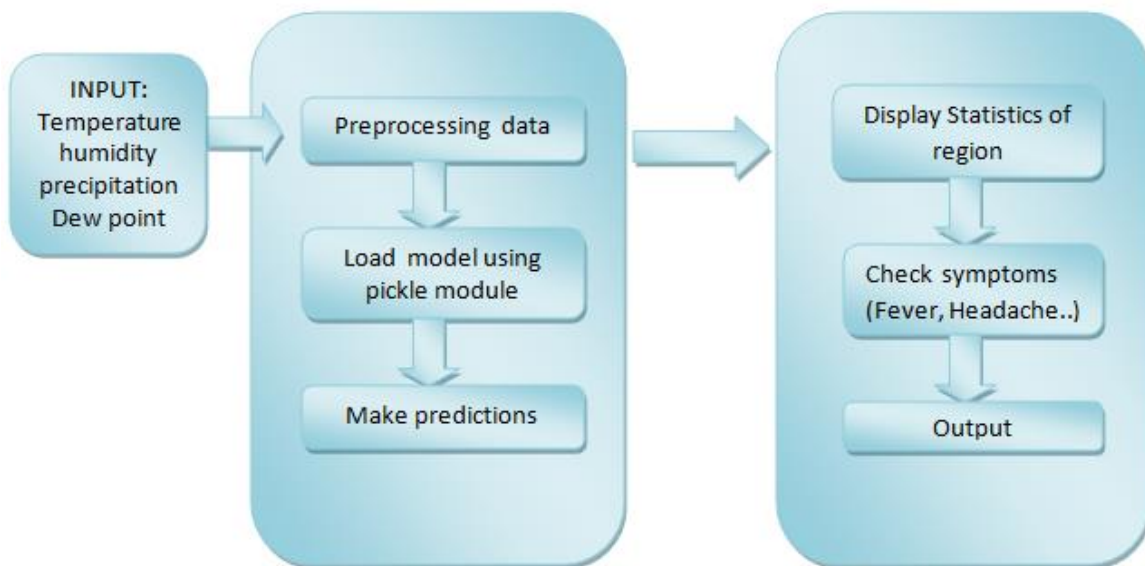 INPUT:
Temperature
humidity
precipitation
Dew point
Preprocessing data
Load model using
pickle module
Make predictions
Display Statistics of
region
Check symptoms
(Fever, Headache..)
Output